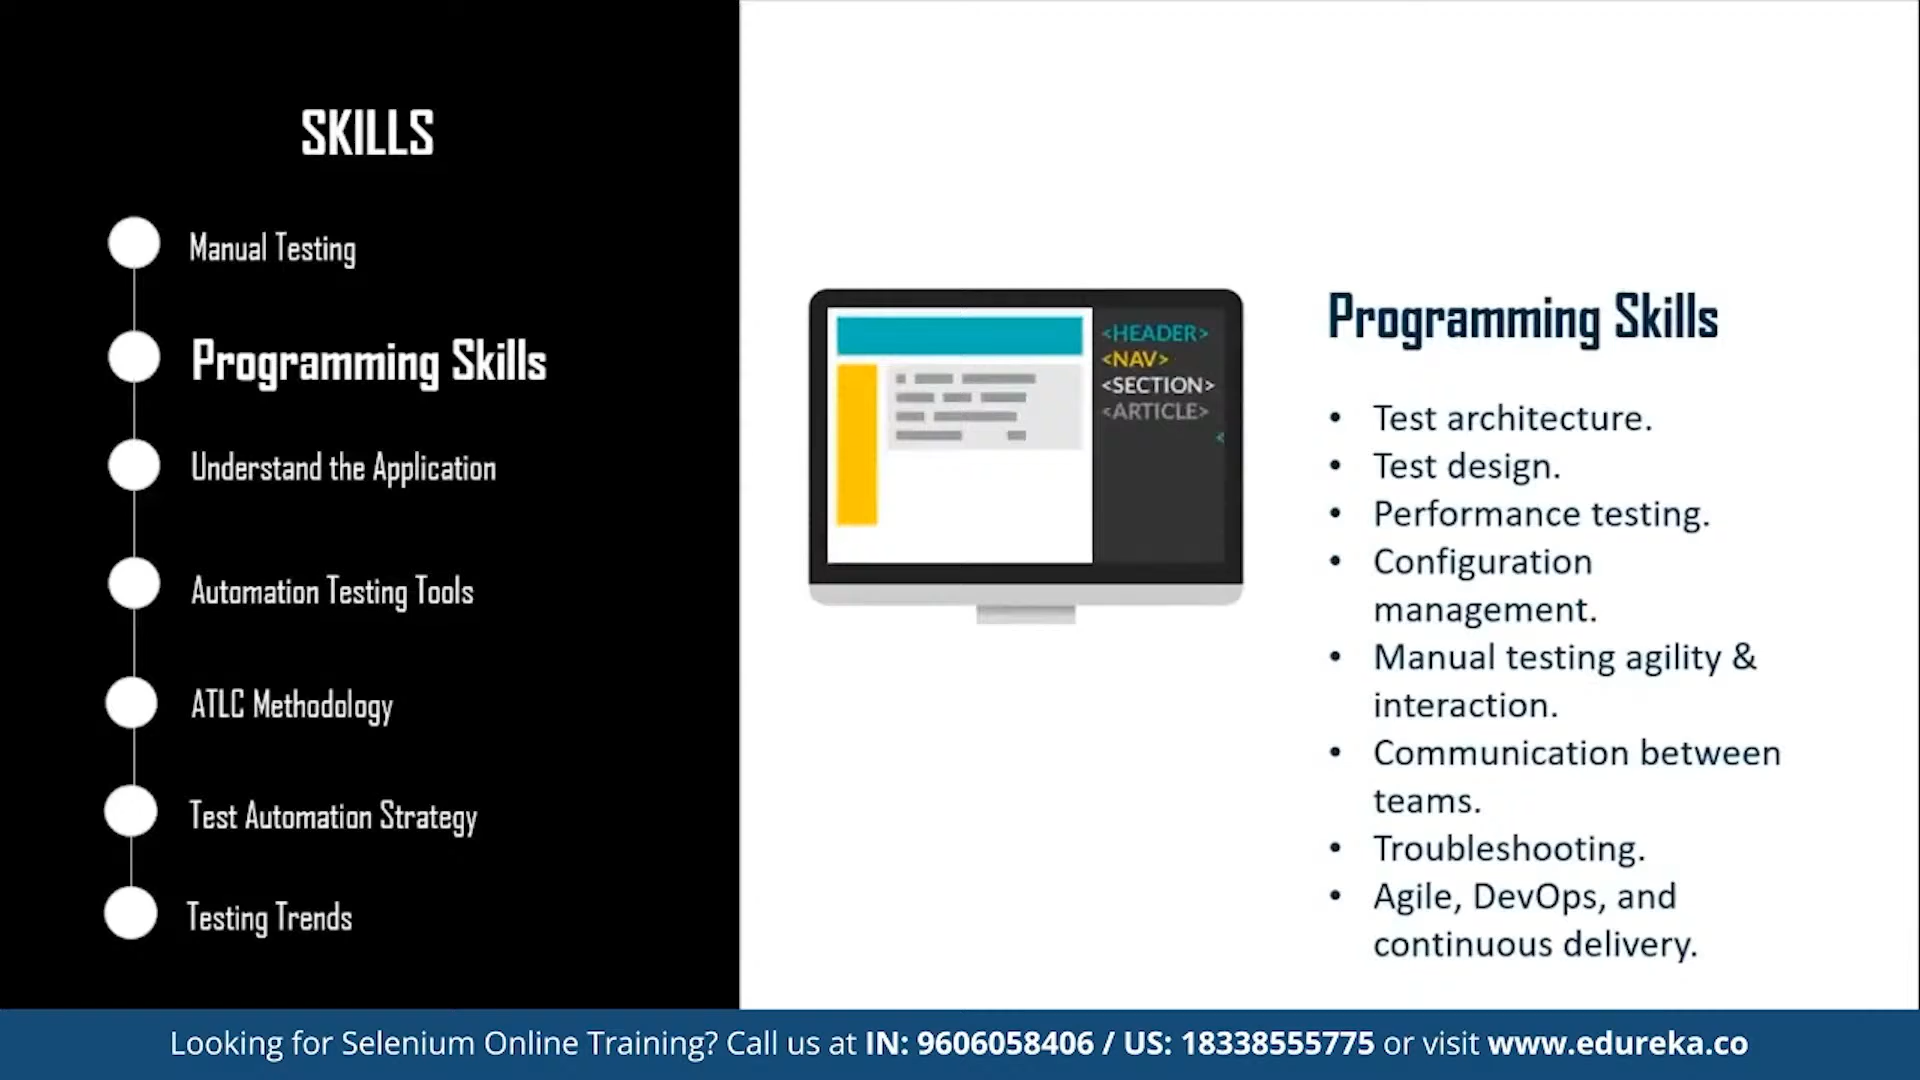 SKILLS
Manual Testing
Programming Skills
Understand the Application
Automation Testing Tools
ATLC Methodology
Test Automation Strategy
Testing Trends
<HEADER>
<NAV>
<SECTION>
<ARTICLE>
<
Programming Skills
• Test architecture.
• Test design.
• Performance testing.
• Configuration
management.
• Manual testing agility &
interaction.
• Communication between
teams.
• Troubleshooting.
• Agile, DevOps, and
continuous delivery.
Looking for Selenium Online Training? Call us at IN: 9606058406 / US: 18338555775 or visit www.edureka.co